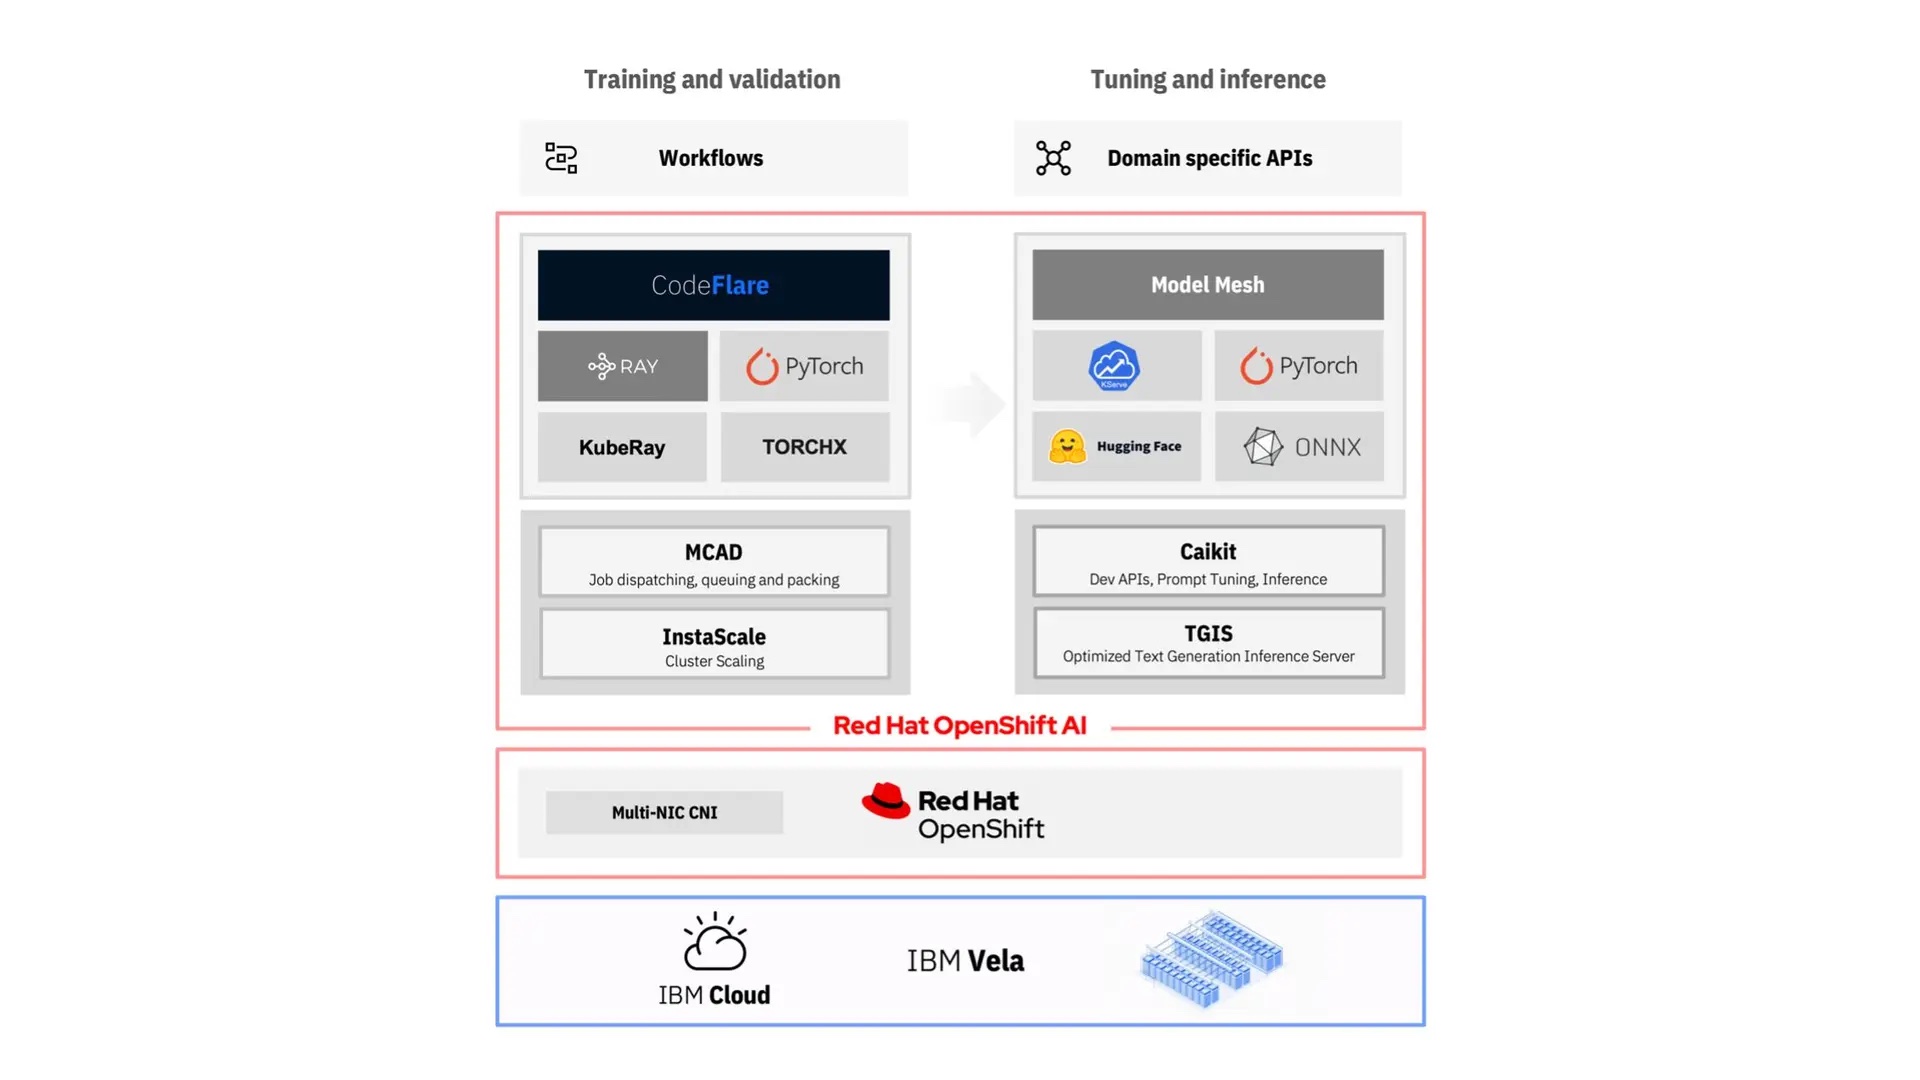 Training and validation
Tuning and inference
Workflows
Domain specific APIs
CodeFlare
RAY
PyTorch
KubeRay
TORCHX
Model Mesh
KServe
PyTorch
Hugging Face
ONNX
MCAD
Job dispatching, queuing and packing
InstaScale
Cluster Scaling
Caikit
Dev APIs, Prompt Tuning, Inference
TGIS
Optimized Text Generation Inference Server
Red Hat OpenShift AI
Multi-NIC CNI
Red Hat
OpenShift
IBM Cloud
IBM Vela